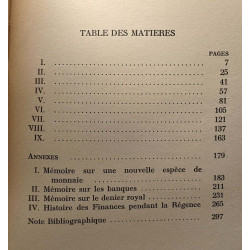 TABLE DES MATIERES
PAGES
I. 7
II. 25
III. 41
IV. 57
V. 81
VI. 105
VII. 121
VIII. 137
IX. 163
ANNEXES 179
I. Mémoire sur une nouvelle espèce de
monnaie 183
II. Mémoire sur les banques 211
III. Mémoire sur le denier royal 231
IV. Histoire des Finances pendant la Régence 265
Note Bibliographique 297